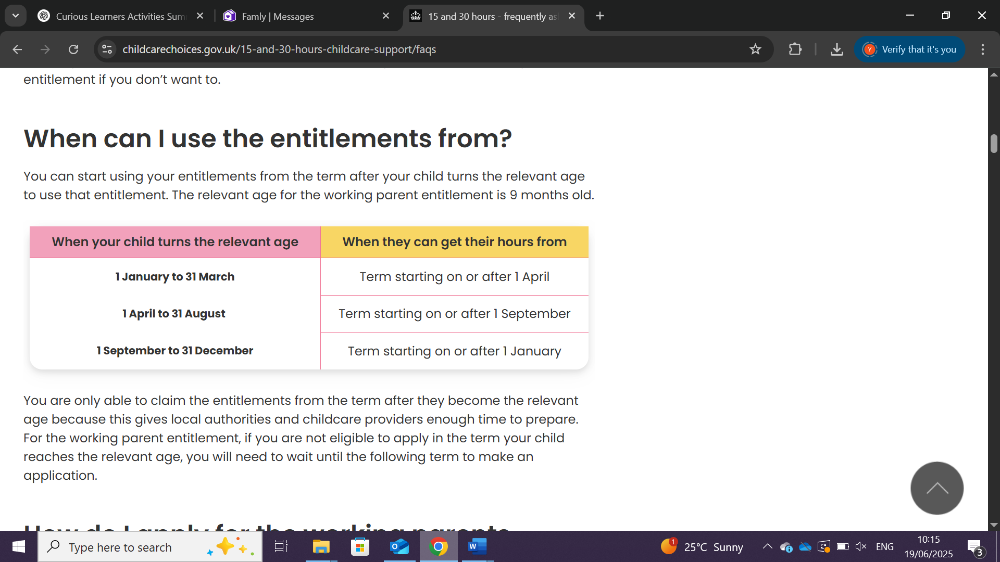 Curious Learners Activities Sum
Famly | Messages
15 and 30 hours - frequently as
childcarechoices.gov.uk/15-and-30-hours-childcare-support/faqs
Y
Verify that it's you
entitlement if you don’t want to.
When can I use the entitlements from?
You can start using your entitlements from the term after your child turns the relevant age
to use that entitlement. The relevant age for the working parent entitlement is 9 months old.
When your child turns the relevant age
When they can get their hours from
1 January to 31 March
Term starting on or after 1 April
1 April to 31 August
Term starting on or after 1 September
1 September to 31 December
Term starting on or after 1 January
You are only able to claim the entitlements from the term after they become the relevant
age because this gives local authorities and childcare providers enough time to prepare.
For the working parent entitlement, if you are not eligible to apply in the term your child
reaches the relevant age, you will need to wait until the following term to make an
application.
How do I apply for the working parents
Type here to search
1
25°C Sunny
ENG
10:15
19/06/2025
3